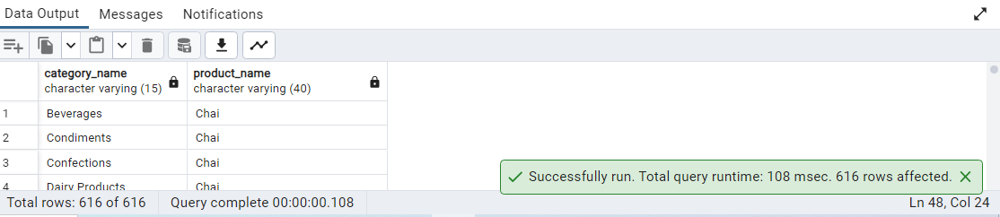 Data Output Messages Notifications
category_name product_name
character varying (15) character varying (40)
1 Beverages Chai
2 Condiments Chai
3 Confections Chai
4 Dairy Products Chai
Successfully run. Total query runtime: 108 msec. 616 rows affected.
Total rows: 616 of 616 Query complete 00:00:00.108 Ln 48, Col 24